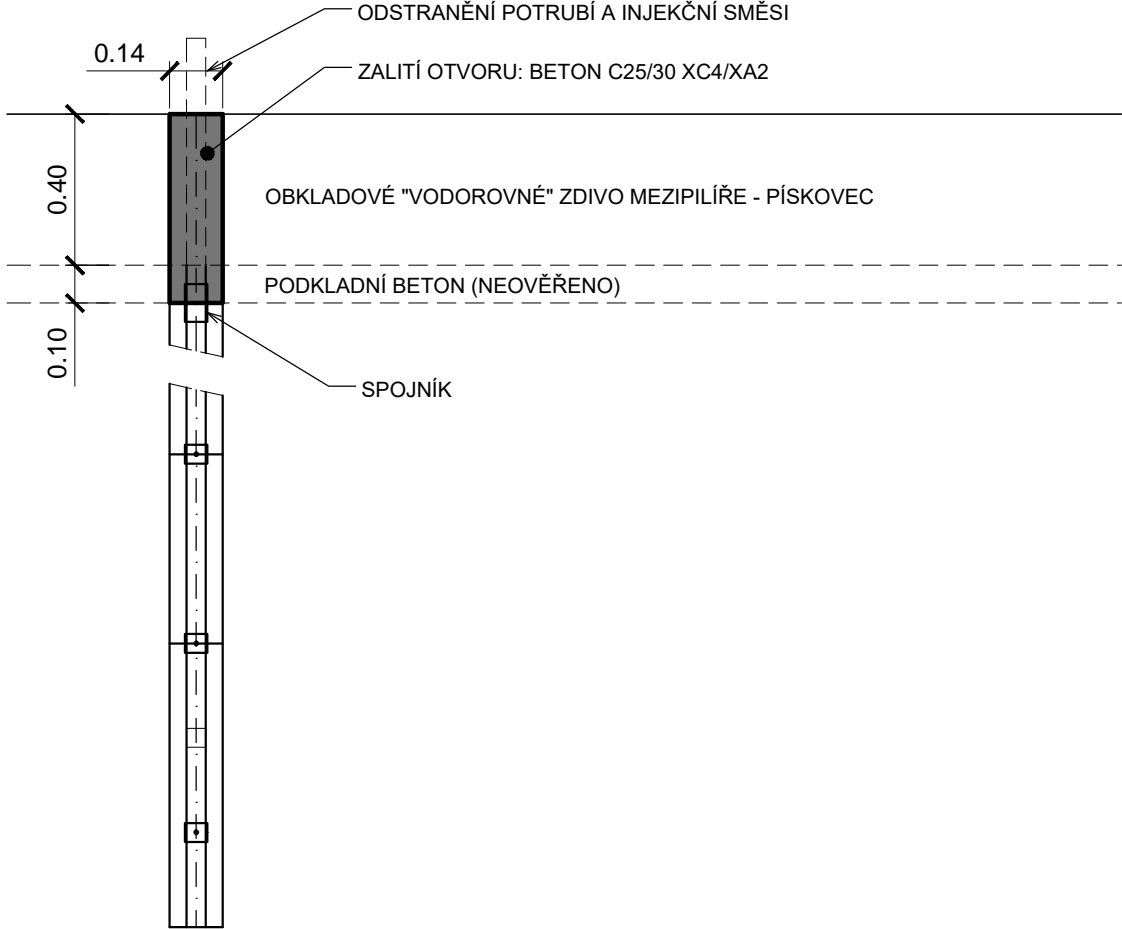 ODSTRANĚNÍ POTRUBÍ A INJEKČNÍ SMĚSI
0.14
ZALITÍ OTVORU: BETON C25/30 XC4/XA2
0.40
OBKLADOVÉ "VODOROVNÉ" ZDIVO MEZIPILÍŘE - PÍSKOVEC
PODKLADNÍ BETON (NEOVĚŘENO)
0.10
SPOJNÍK